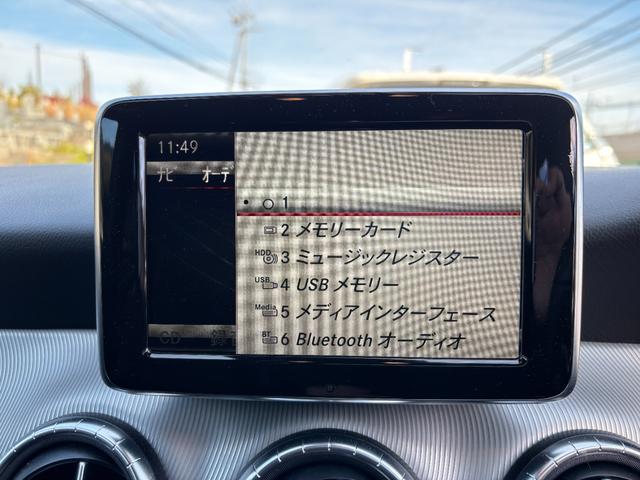 11:49
ナビ オーデ
• ○ 1
2 メモリーカード
HDD 3 ミュージックレジスター
USB 4 USB メモリー
Media 5 メディアインターフェース
BT 6 Bluetooth オーディオ
CD 録